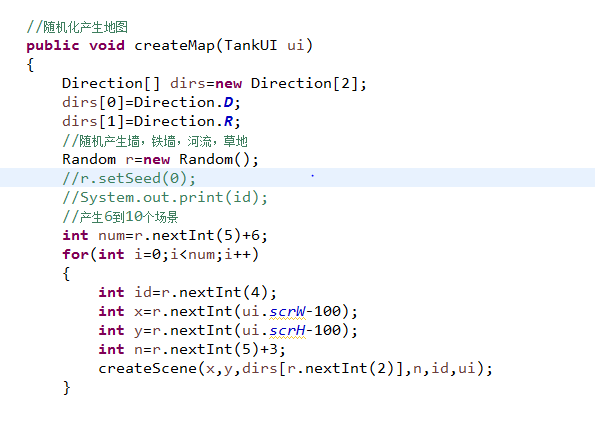 //随机化产生地图
public void createMap(TankUI ui)
{
Direction[] dirs=new Direction[2];
dirs[0]=Direction.D;
dirs[1]=Direction.R;
//随机产生墙，铁墙，河流，草地
Random r=new Random();
//r.setSeed(0);
//System.out.print(id);
//产生6到10个场景
int num=r.nextInt(5)+6;
for(int i=0;i<num;i++)
{
int id=r.nextInt(4);
int x=r.nextInt(ui.scrW-100);
int y=r.nextInt(ui.scrH-100);
int n=r.nextInt(5)+3;
createScene(x,y,dirs[r.nextInt(2)],n,id,ui);
}